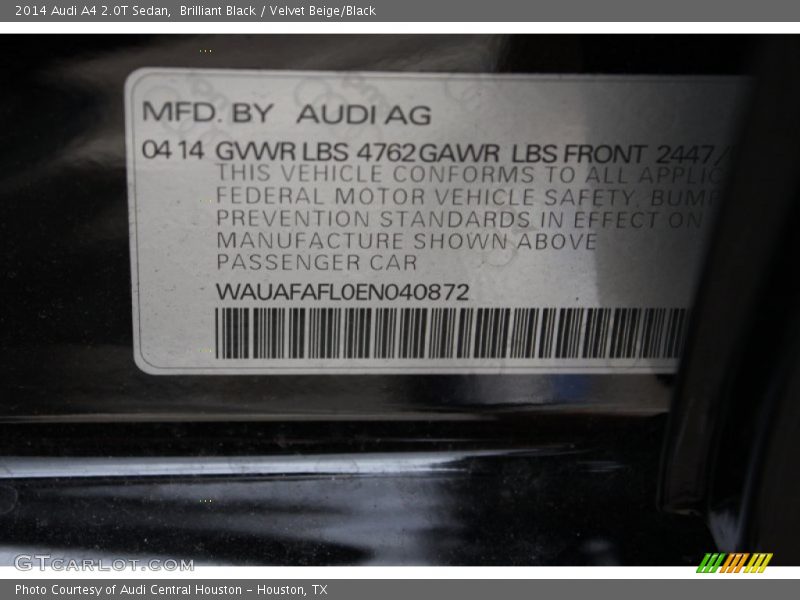 2014 Audi A4 2.0T Sedan,  Brilliant Black / Velvet Beige/Black
MFD. BY AUDI AG
04 14 GVWR LBS 4762 GAWR LBS FRONT 2447/
THIS VEHICLE CONFORMS TO ALL
FEDERAL MOTOR VEHICLE SAFETY,
PREVENTION STANDARDS IN EFFECT ON
MANUFACTURE SHOWN ABOVE
PASSENGER CAR
WAUAFAFL0EN040872
GTCARLOT.COM
Photo Courtesy of Audi Central Houston - Houston, TX